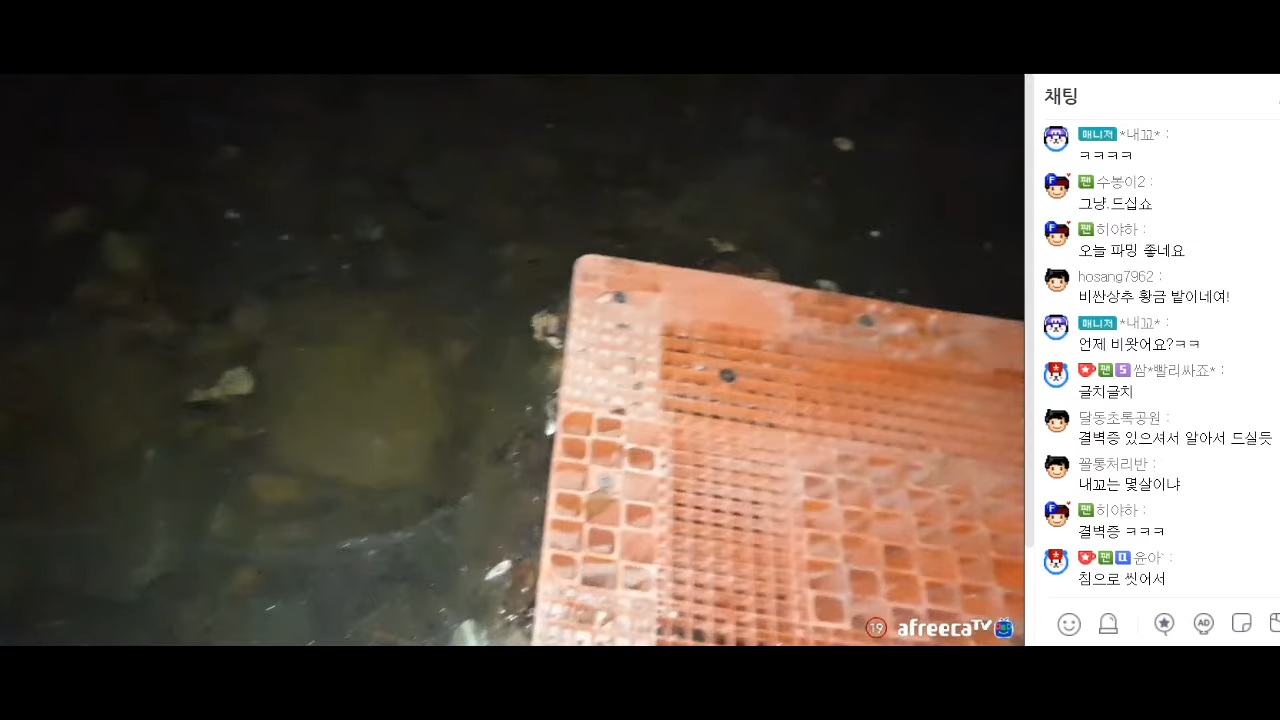 채팅
매니저 *내꼬* :
ㅋㅋㅋㅋ
F 팬 수봉이2 :
그냥.드십쇼
F 팬 히야하 :
오늘 파밍 좋네요
hosang7962 :
비싼상추 황금 밭이네여!
매니저 *내꼬* :
언제 비왓어요?ㅋㅋ
팬 S 쌈*빨리싸죠* :
글치글치
달동초록공원 :
결벽증 있으셔서 알아서 드실듯
꼴통처리반 :
내꼬는 몇살이냐
F 팬 히야하 :
결벽증 ㅋㅋㅋ
팬 윤아` :
침으로 씻어서
19 afreecaTV
AD